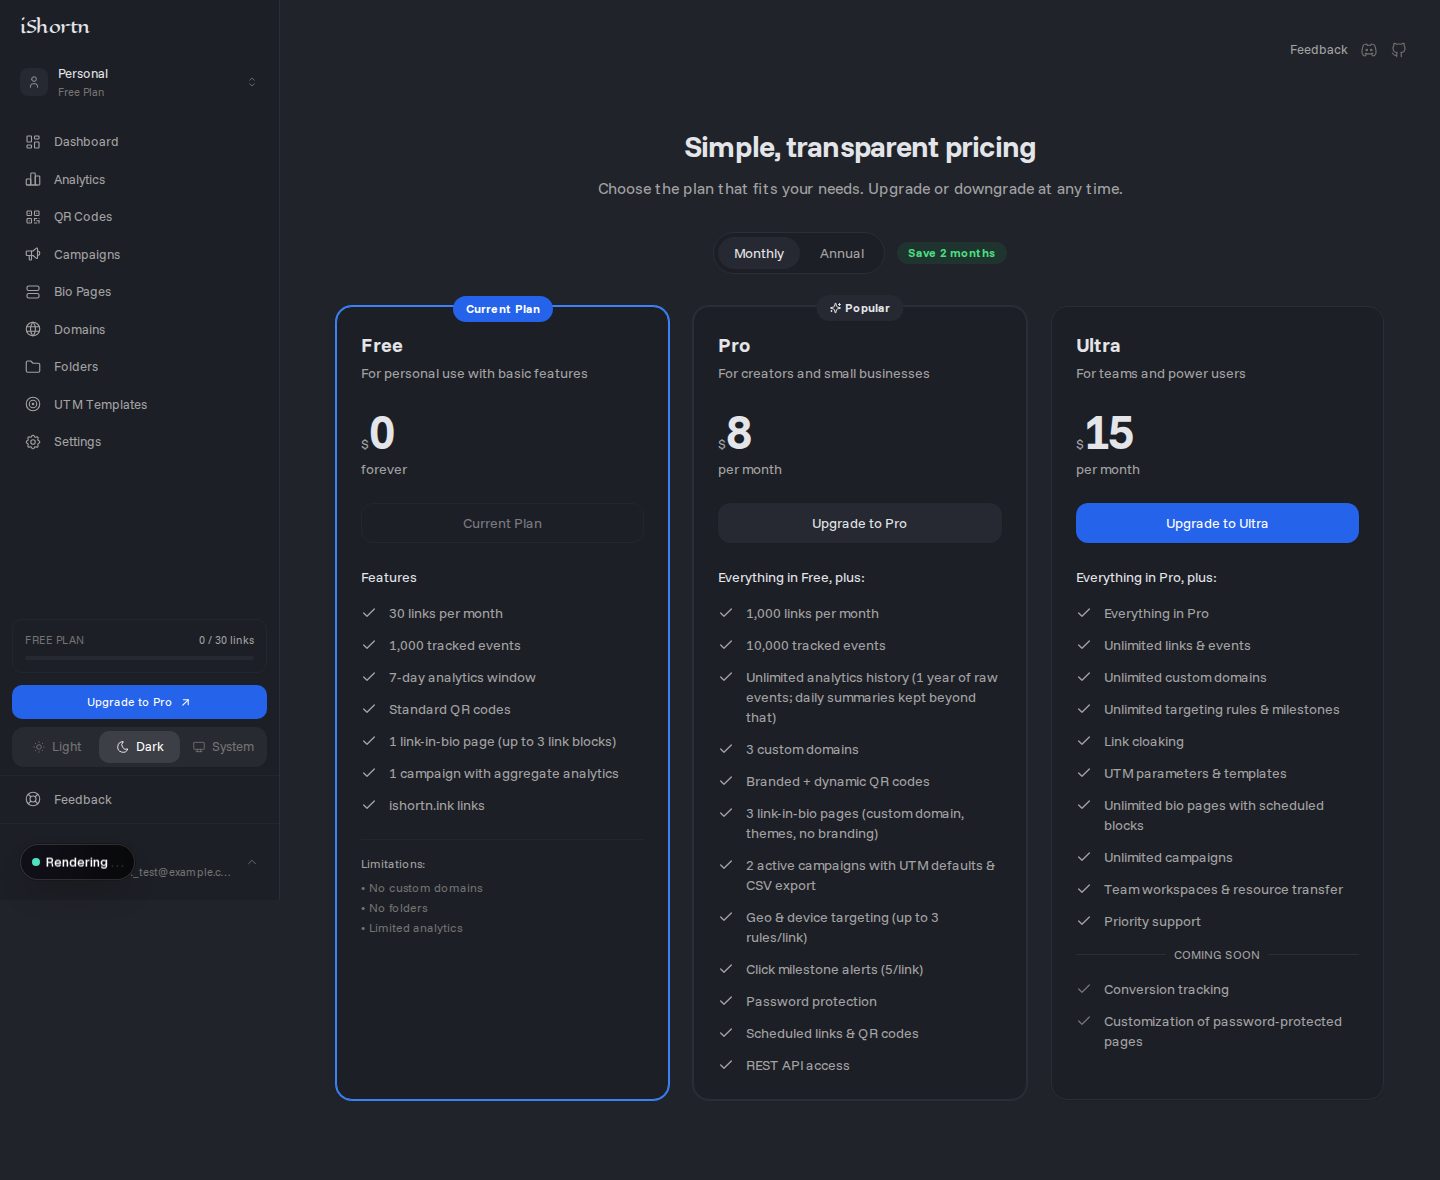 iShortn
Personal
Free Plan
Dashboard
Analytics
QR Codes
Campaigns
Bio Pages
Domains
Folders
UTM Templates
Settings
FREE PLAN
0 / 30 links
Upgrade to Pro
Light
Dark
System
Feedback
Rendering...
_test@example.c...
Feedback
Simple, transparent pricing
Choose the plan that fits your needs. Upgrade or downgrade at any time.
Monthly
Annual
Save 2 months
Current Plan
Free
For personal use with basic features
$0
forever
Current Plan
Features
30 links per month
1,000 tracked events
7-day analytics window
Standard QR codes
1 link-in-bio page (up to 3 link blocks)
1 campaign with aggregate analytics
ishortn.ink links
Limitations:
• No custom domains
• No folders
• Limited analytics
Popular
Pro
For creators and small businesses
$8
per month
Upgrade to Pro
Everything in Free, plus:
1,000 links per month
10,000 tracked events
Unlimited analytics history (1 year of raw
events; daily summaries kept beyond
that)
3 custom domains
Branded + dynamic QR codes
3 link-in-bio pages (custom domain,
themes, no branding)
2 active campaigns with UTM defaults &
CSV export
Geo & device targeting (up to 3
rules/link)
Click milestone alerts (5/link)
Password protection
Scheduled links & QR codes
REST API access
Ultra
For teams and power users
$15
per month
Upgrade to Ultra
Everything in Pro, plus:
Everything in Pro
Unlimited links & events
Unlimited custom domains
Unlimited targeting rules & milestones
Link cloaking
UTM parameters & templates
Unlimited bio pages with scheduled
blocks
Unlimited campaigns
Team workspaces & resource transfer
Priority support
COMING SOON
Conversion tracking
Customization of password-protected
pages